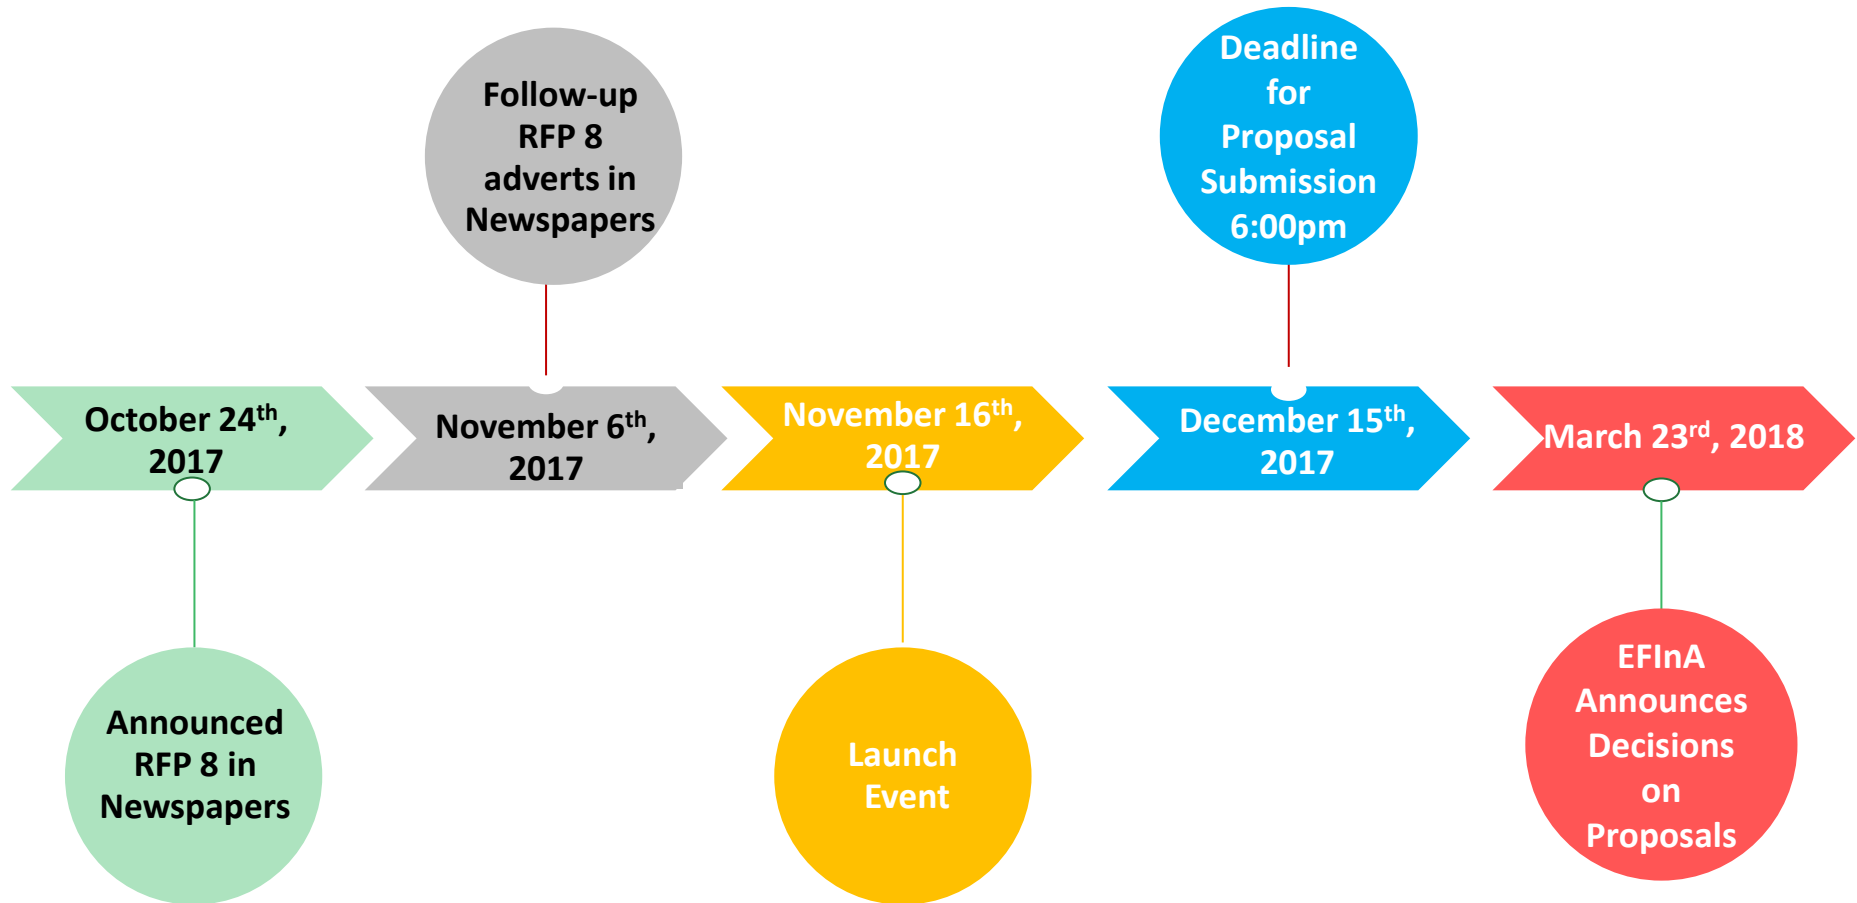 Follow-up
RFP 8
adverts in
Newspapers
Deadline
for
Proposal
Submission
6:00pm
October 24th,
2017
November 6th,
2017
November 16th,
2017
December 15th,
2017
March 23rd, 2018
Announced
RFP 8 in
Newspapers
Launch
Event
EFInA
Announces
Decisions
on
Proposals